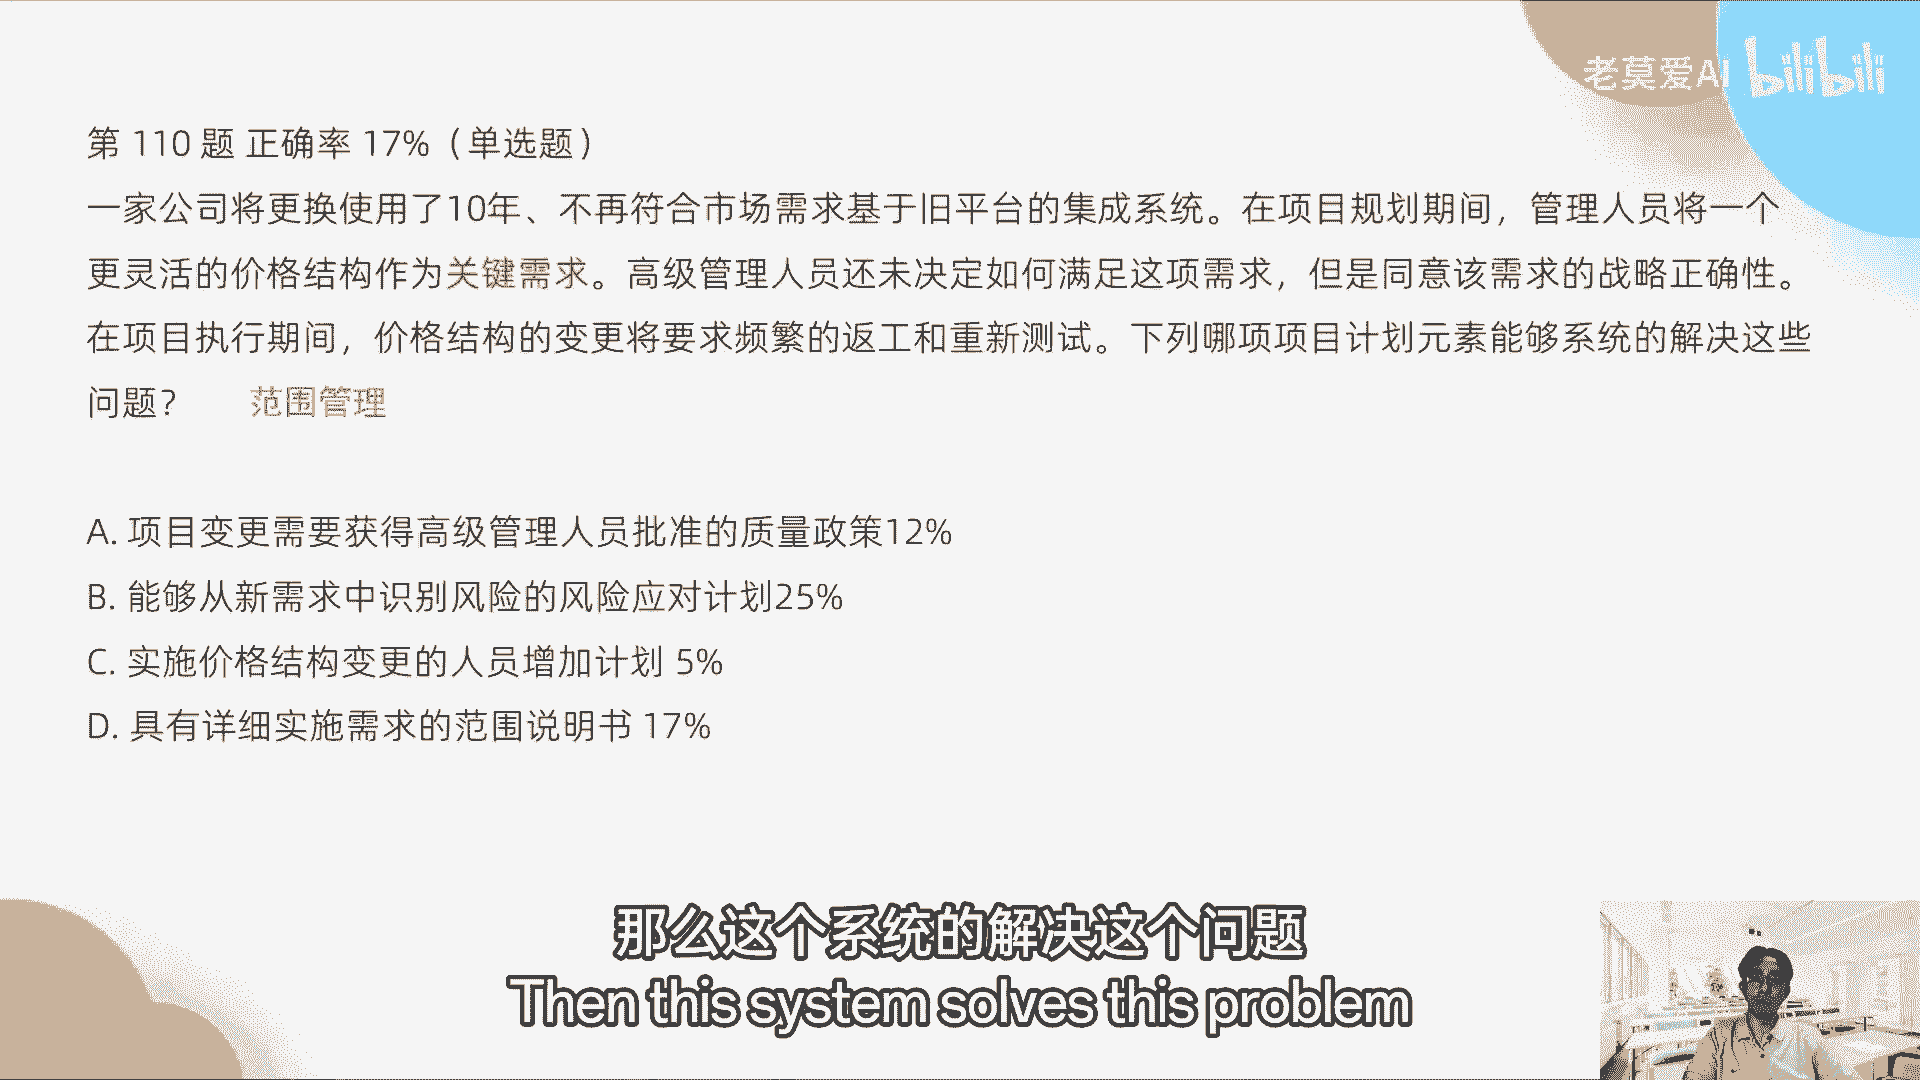 老莫爱AI bilibili
第 110 题 正确率 17%（单选题）
一家公司将更换使用了10年、不再符合市场需求基于旧平台的集成系统。在项目规划期间，管理人员将一个
更灵活的价格结构作为关键需求。高级管理人员还未决定如何满足这项需求，但是同意该需求的战略正确性。
在项目执行期间，价格结构的变更将要求频繁的返工和重新测试。下列哪项项目计划元素能够系统的解决这些
问题？ 范围管理
A. 项目变更需要获得高级管理人员批准的质量政策12%
B. 能够从新需求中识别风险的风险应对计划25%
C. 实施价格结构变更的人员增加计划 5%
D. 具有详细实施需求的范围说明书 17%
那么这个系统的解决这个问题
Then this system solves this problem